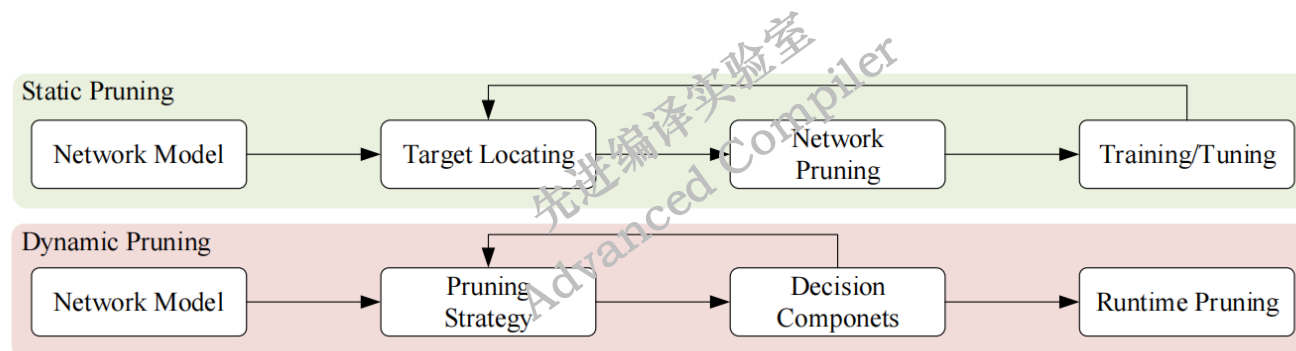 Static Pruning
Network Model
Target Locating
Network
Pruning
Training/Tuning
Dynamic Pruning
Network Model
Pruning
Strategy
Decision
Componets
Runtime Pruning
先进编译实验室
Advanced Compiler